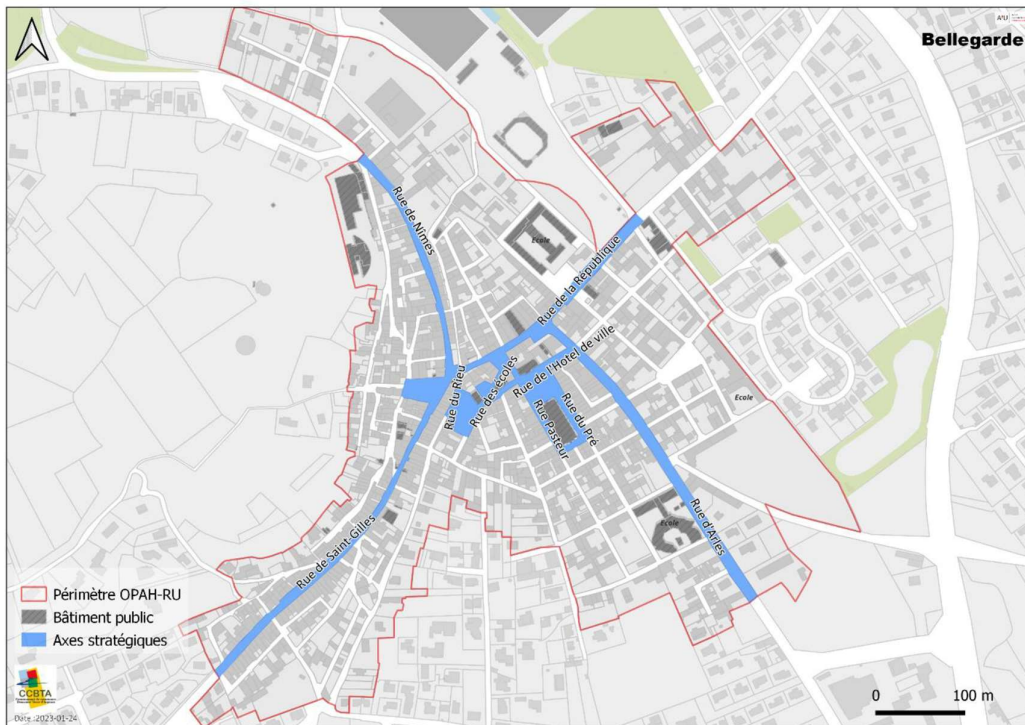 A'U
Bellegarde
Rue de Nîmes
Ecole
Rue de la République
Rue du Rieu
Rue des écoles
Rue de l'Hotel de ville
Rue du Pré
Rue Pasteur
Ecole
Ecole
Rue d'Arles
Rue de Saint Gilles
Périmètre OPAH-RU
Bâtiment public
Axes stratégiques
CCBTA
Date :2023-01-24
0 100 m